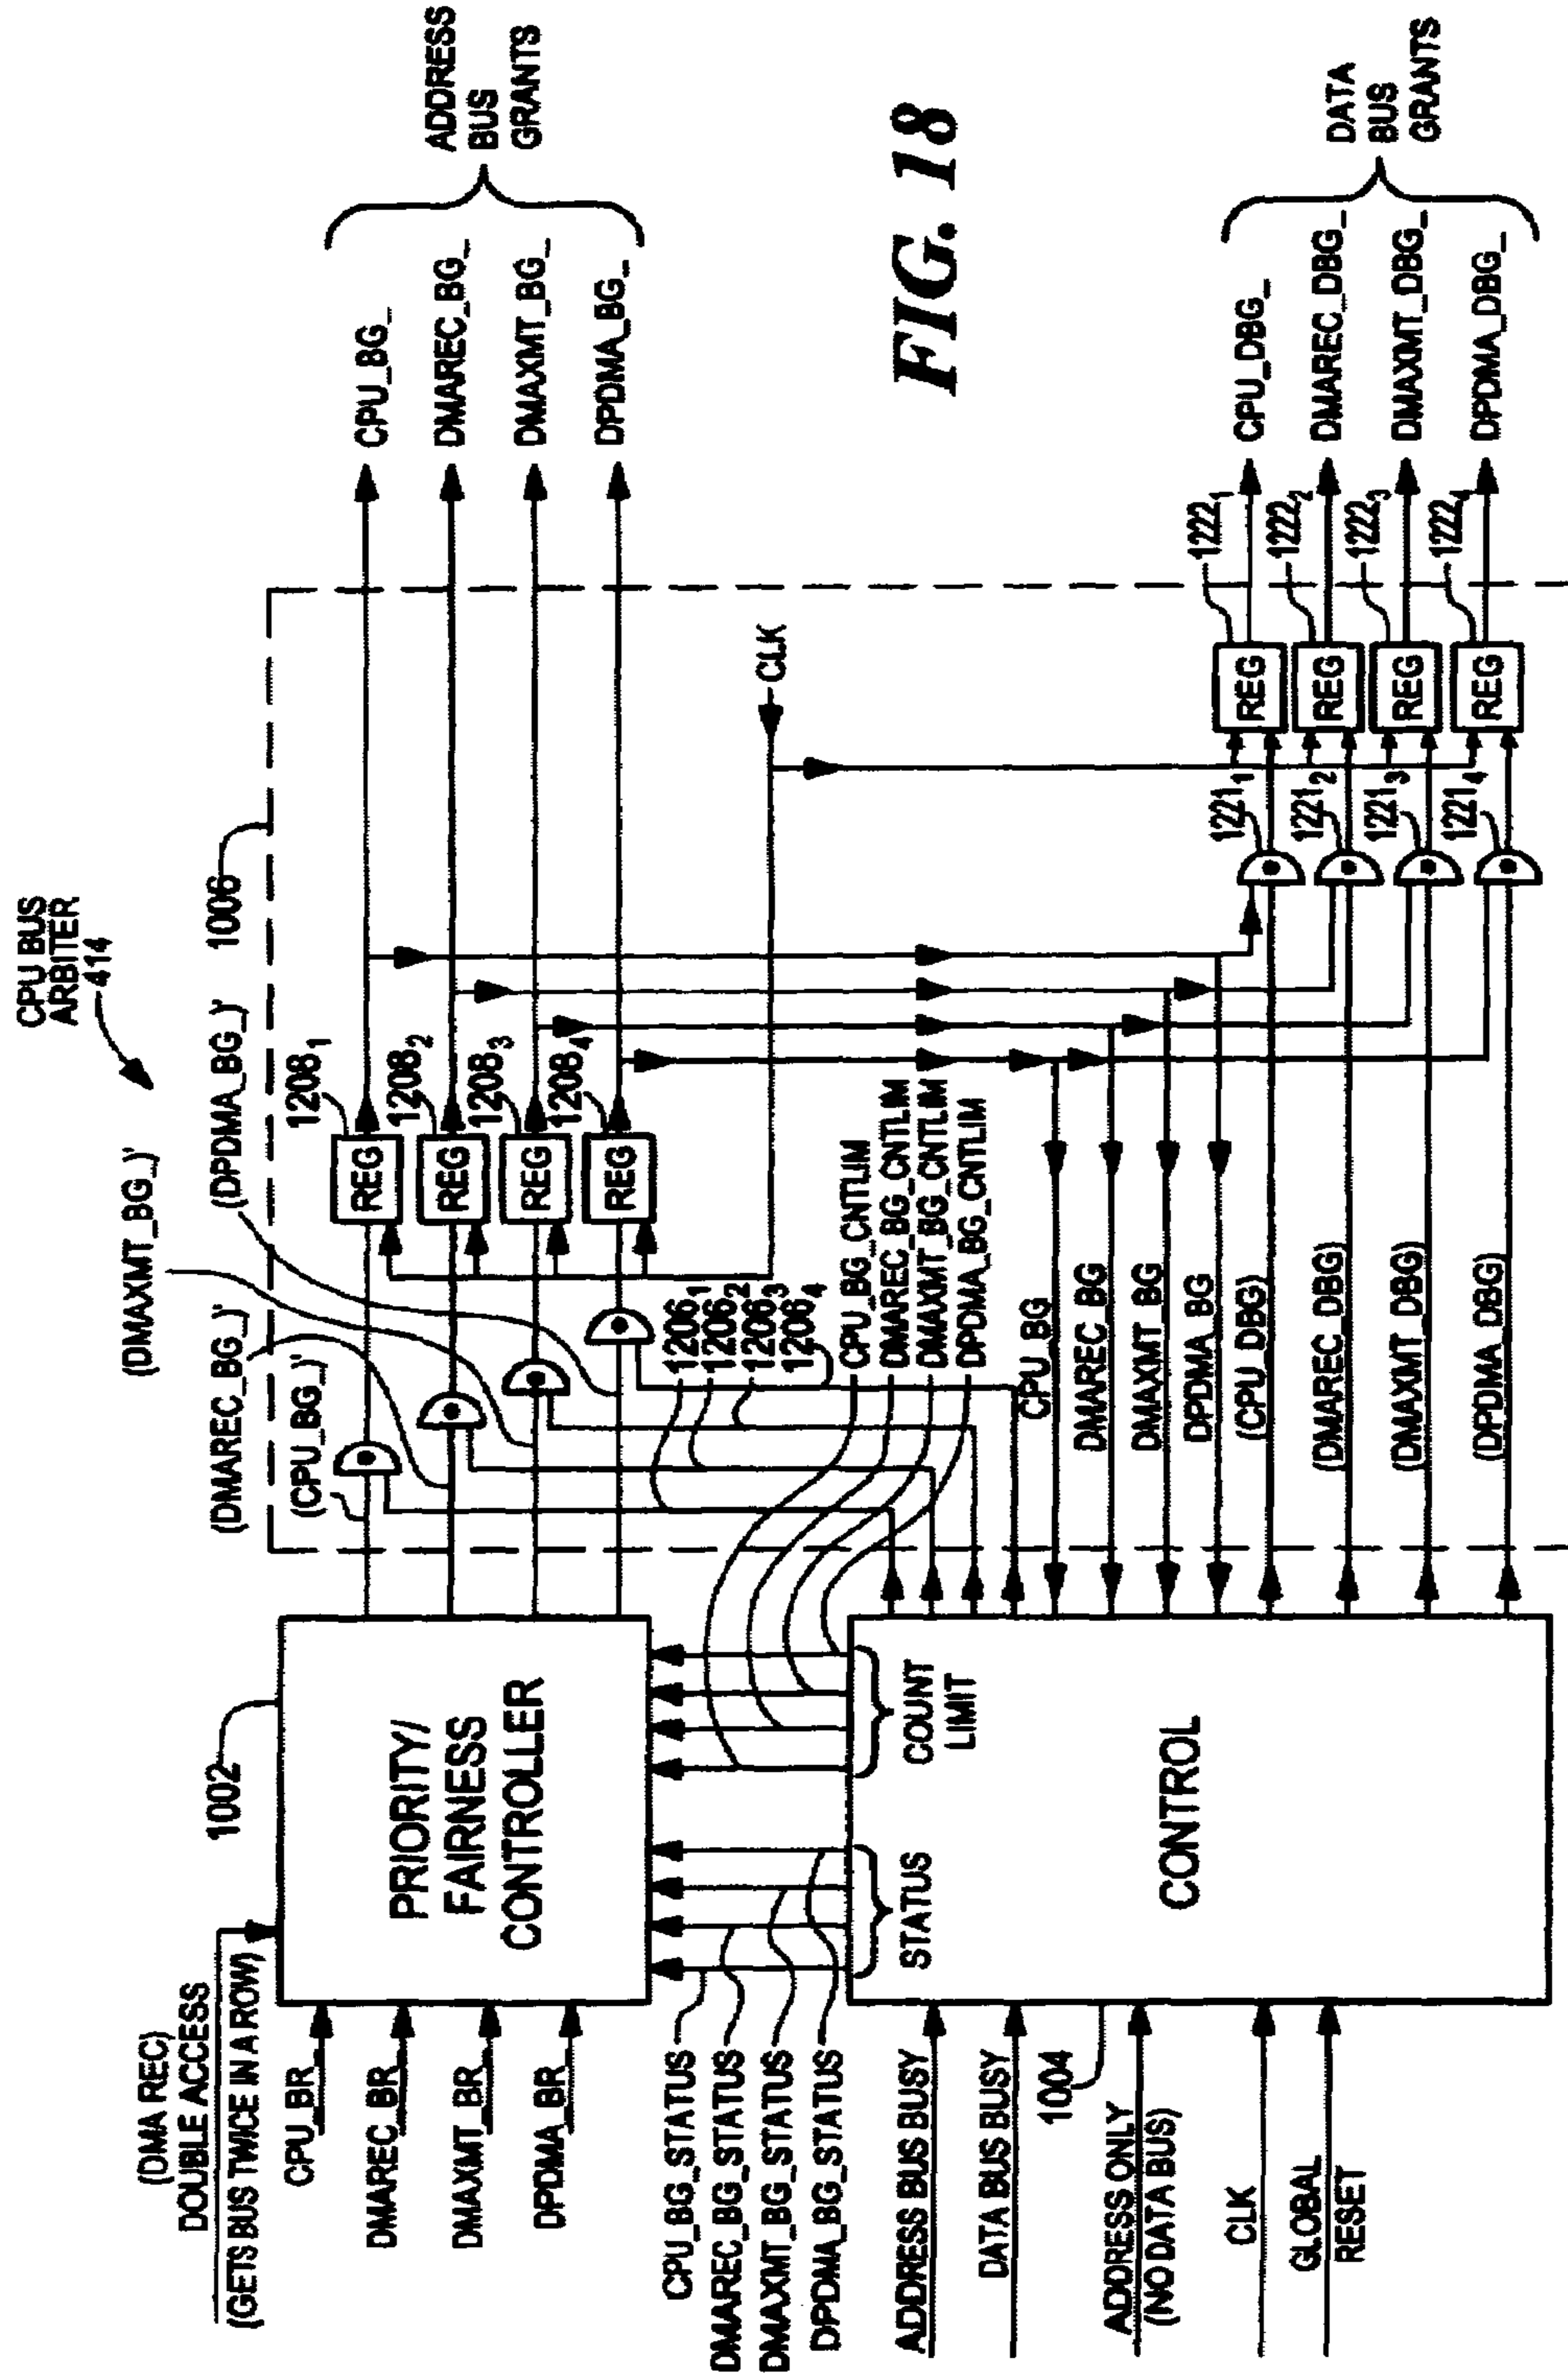 CPU BUS
ARBITER
414
(DMAXMT_BG_)'
(DPDMA_BG_)'
1006
(DMAREC_BG_)'
(CPU_BG_)'
(DMA REC)
DOUBLE ACCESS
(GETS BUS TWICE IN A ROW)
1002
CPU_BR_
DMAREC_BR_
DMAXMT_BR_
DPDMA_BR_
PRIORITY/
FAIRNESS
CONTROLLER
1208₁
1208₂
1208₃
1208₄
REG
REG
REG
REG
CPU_BG_
DMAREC_BG_
DMAXMT_BG_
DPDMA_BG_
ADDRESS
BUS
GRANTS
1206₁
1206₂
1206₃
1206₄
CLK
CPU_BG_STATUS
DMAREC_BG_STATUS
DMAXMT_BG_STATUS
DPDMA_BG_STATUS
CPU_BG_CNTLIM
DMAREC_BG_CNTLIM
DMAXMT_BG_CNTLIM
DPDMA_BG_CNTLIM
STATUS
COUNT
LIMIT
ADDRESS BUS BUSY
DATA BUS BUSY
1004
ADDRESS ONLY
(NO DATA BUS)
CLK
GLOBAL
RESET
CONTROL
CPU_BG
DMAREC_BG
DMAXMT_BG
DPDMA_BG
(CPU_DBG)
(DMAREC_DBG)
(DMAXMT_DBG)
(DPDMA_DBG)
1221₁
1221₂
1221₃
1221₄
REG
REG
REG
REG
1222₁
1222₂
1222₃
1222₄
CPU_DBG_
DMAREC_DBG_
DMAXMT_DBG_
DPDMA_DBG_
DATA
BUS
GRANTS
FIG. 18